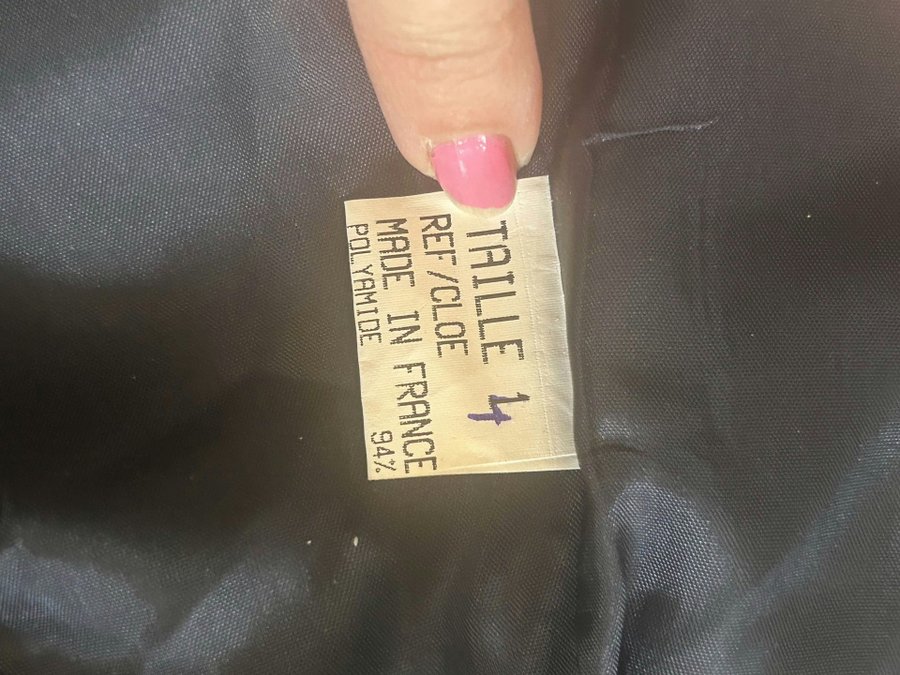 TAILLE 4
REF/CLOE
MADE IN FRANCE
POLYAMIDE 94%